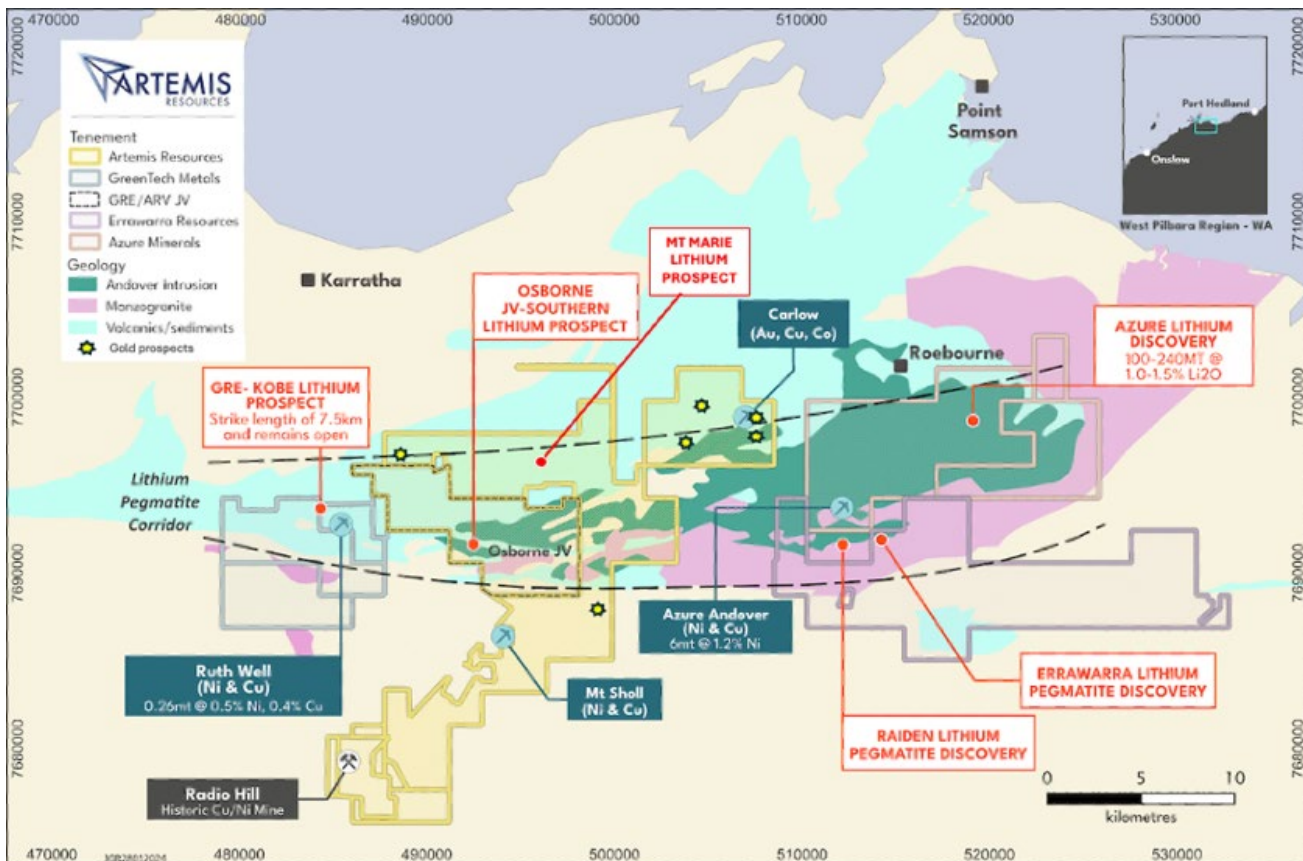 470000
480000
490000
500000
510000
520000
530000
7720000
7720000
ARTEMIS
RESOURCES
Tenement
Artemis Resources
GreenTech Metals
GRE/ARV JV
Errawarra Resources
Azure Minerals
Geology
Andover intrusion
Monzogranite
Volcanics/sediments
Gold prospects
Point
Samson
Port Hedland
Onslow
West Pilbara Region - WA
7710000
7710000
Karratha
MT MARIE
LITHIUM
PROSPECT
OSBORNE
JV-SOUTHERN
LITHIUM PROSPECT
Carlow
(Au, Cu, Co)
Roebourne
AZURE LITHIUM
DISCOVERY
100-240MT @
1.0-1.5% Li2O
GRE- KOBE LITHIUM
PROSPECT
Strike length of 7.5km
and remains open
7700000
7700000
Lithium
Pegmatite
Corridor
Osborne JV
7690000
7690000
Azure Andover
(Ni & Cu)
6mt @ 1.2% Ni
Ruth Well
(Ni & Cu)
0.26mt @ 0.5% Ni, 0.4% Cu
Mt Sholl
(Ni & Cu)
ERRAWARRA LITHIUM
PEGMATITE DISCOVERY
RAIDEN LITHIUM
PEGMATITE DISCOVERY
7680000
7680000
Radio Hill
Historic Cu/Ni Mine
0
5
10
kilometres
470000
480000
490000
500000
510000
520000
530000